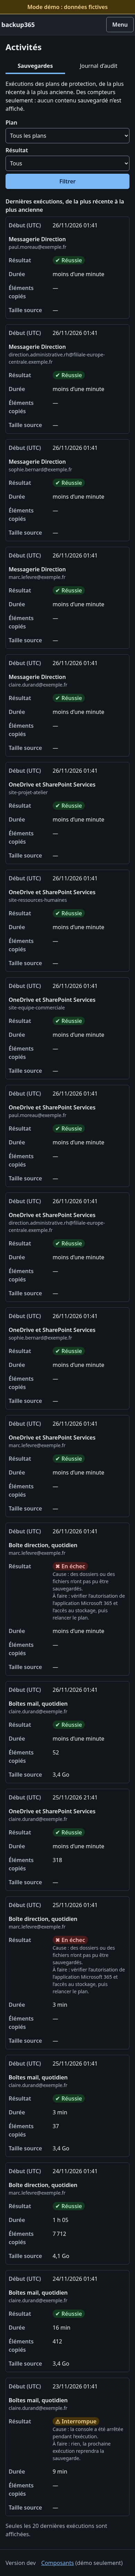 Mode démo : données fictives
backup365
Menu
Activités
Sauvegardes
Journal d'audit
Exécutions des plans de protection, de la plus
récente à la plus ancienne. Des compteurs
seulement : aucun contenu sauvegardé n'est
affiché.
Plan
Tous les plans
Résultat
Tous
Filtrer
Dernières exécutions, de la plus récente à la
plus ancienne
Début (UTC) 26/11/2026 01:41
Messagerie Direction
paul.moreau@exemple.fr
Résultat ✔ Réussie
Durée moins d'une minute
Éléments
copiés —
Taille source —
Début (UTC) 26/11/2026 01:41
Messagerie Direction
direction.administrative.rh@filiale-europe-
centrale.exemple.fr
Résultat ✔ Réussie
Durée moins d'une minute
Éléments
copiés —
Taille source —
Début (UTC) 26/11/2026 01:41
Messagerie Direction
sophie.bernard@exemple.fr
Résultat ✔ Réussie
Durée moins d'une minute
Éléments
copiés —
Taille source —
Début (UTC) 26/11/2026 01:41
Messagerie Direction
marc.lefevre@exemple.fr
Résultat ✔ Réussie
Durée moins d'une minute
Éléments
copiés —
Taille source —
Début (UTC) 26/11/2026 01:41
Messagerie Direction
claire.durand@exemple.fr
Résultat ✔ Réussie
Durée moins d'une minute
Éléments
copiés —
Taille source —
Début (UTC) 26/11/2026 01:41
OneDrive et SharePoint Services
site-projet-atelier
Résultat ✔ Réussie
Durée moins d'une minute
Éléments
copiés —
Taille source —
Début (UTC) 26/11/2026 01:41
OneDrive et SharePoint Services
site-ressources-humaines
Résultat ✔ Réussie
Durée moins d'une minute
Éléments
copiés —
Taille source —
Début (UTC) 26/11/2026 01:41
OneDrive et SharePoint Services
site-equipe-commerciale
Résultat ✔ Réussie
Durée moins d'une minute
Éléments
copiés —
Taille source —
Début (UTC) 26/11/2026 01:41
OneDrive et SharePoint Services
paul.moreau@exemple.fr
Résultat ✔ Réussie
Durée moins d'une minute
Éléments
copiés —
Taille source —
Début (UTC) 26/11/2026 01:41
OneDrive et SharePoint Services
direction.administrative.rh@filiale-europe-
centrale.exemple.fr
Résultat ✔ Réussie
Durée moins d'une minute
Éléments
copiés —
Taille source —
Début (UTC) 26/11/2026 01:41
OneDrive et SharePoint Services
sophie.bernard@exemple.fr
Résultat ✔ Réussie
Durée moins d'une minute
Éléments
copiés —
Taille source —
Début (UTC) 26/11/2026 01:41
OneDrive et SharePoint Services
marc.lefevre@exemple.fr
Résultat ✔ Réussie
Durée moins d'une minute
Éléments
copiés —
Taille source —
Début (UTC) 26/11/2026 01:41
Boîte direction, quotidien
marc.lefevre@exemple.fr
Résultat ✖ En échec
Cause : des dossiers ou des
fichiers n'ont pas pu être
sauvegardés.
À faire : vérifier l'autorisation de
l'application Microsoft 365 et
l'accès au stockage, puis
relancer le plan.
Durée moins d'une minute
Éléments
copiés —
Taille source —
Début (UTC) 26/11/2026 01:41
Boîtes mail, quotidien
claire.durand@exemple.fr
Résultat ✔ Réussie
Durée moins d'une minute
Éléments
copiés 52
Taille source 3,4 Go
Début (UTC) 25/11/2026 21:41
OneDrive et SharePoint Services
claire.durand@exemple.fr
Résultat ✔ Réussie
Durée moins d'une minute
Éléments
copiés 318
Taille source —
Début (UTC) 25/11/2026 01:41
Boîte direction, quotidien
marc.lefevre@exemple.fr
Résultat ✖ En échec
Cause : des dossiers ou des
fichiers n'ont pas pu être
sauvegardés.
À faire : vérifier l'autorisation de
l'application Microsoft 365 et
l'accès au stockage, puis
relancer le plan.
Durée 3 min
Éléments
copiés —
Taille source —
Début (UTC) 25/11/2026 01:41
Boîtes mail, quotidien
claire.durand@exemple.fr
Résultat ✔ Réussie
Durée 3 min
Éléments
copiés 37
Taille source 3,4 Go
Début (UTC) 24/11/2026 01:41
Boîte direction, quotidien
marc.lefevre@exemple.fr
Résultat ✔ Réussie
Durée 1 h 05
Éléments
copiés 7 712
Taille source 4,1 Go
Début (UTC) 24/11/2026 01:41
Boîtes mail, quotidien
claire.durand@exemple.fr
Résultat ✔ Réussie
Durée 16 min
Éléments
copiés 412
Taille source 3,4 Go
Début (UTC) 23/11/2026 01:41
Boîtes mail, quotidien
claire.durand@exemple.fr
Résultat ⚠ Interrompue
Cause : la console a été arrêtée
pendant l'exécution.
À faire : rien, la prochaine
exécution reprendra la
sauvegarde.
Durée 9 min
Éléments
copiés —
Taille source —
Seules les 20 dernières exécutions sont
affichées.
Version dev Composants (démo seulement)